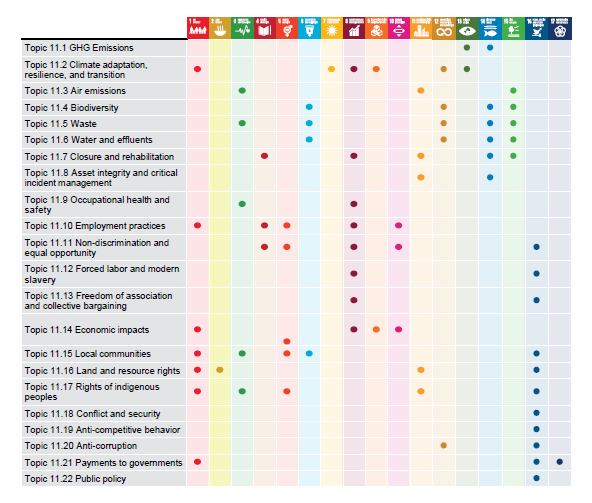 1 2 3 4 5 6 7 8 9 10 11 12 13 14 15 16 17
Topic 11.1 GHG Emissions
Topic 11.2 Climate adaptation,
resilience, and transition
Topic 11.3 Air emissions
Topic 11.4 Biodiversity
Topic 11.5 Waste
Topic 11.6 Water and effluents
Topic 11.7 Closure and rehabilitation
Topic 11.8 Asset integrity and critical
incident management
Topic 11.9 Occupational health and
safety
Topic 11.10 Employment practices
Topic 11.11 Non-discrimination and
equal opportunity
Topic 11.12 Forced labor and modern
slavery
Topic 11.13 Freedom of association
and collective bargaining
Topic 11.14 Economic impacts
Topic 11.15 Local communities
Topic 11.16 Land and resource rights
Topic 11.17 Rights of indigenous
peoples
Topic 11.18 Conflict and security
Topic 11.19 Anti-competitive behavior
Topic 11.20 Anti-corruption
Topic 11.21 Payments to governments
Topic 11.22 Public policy